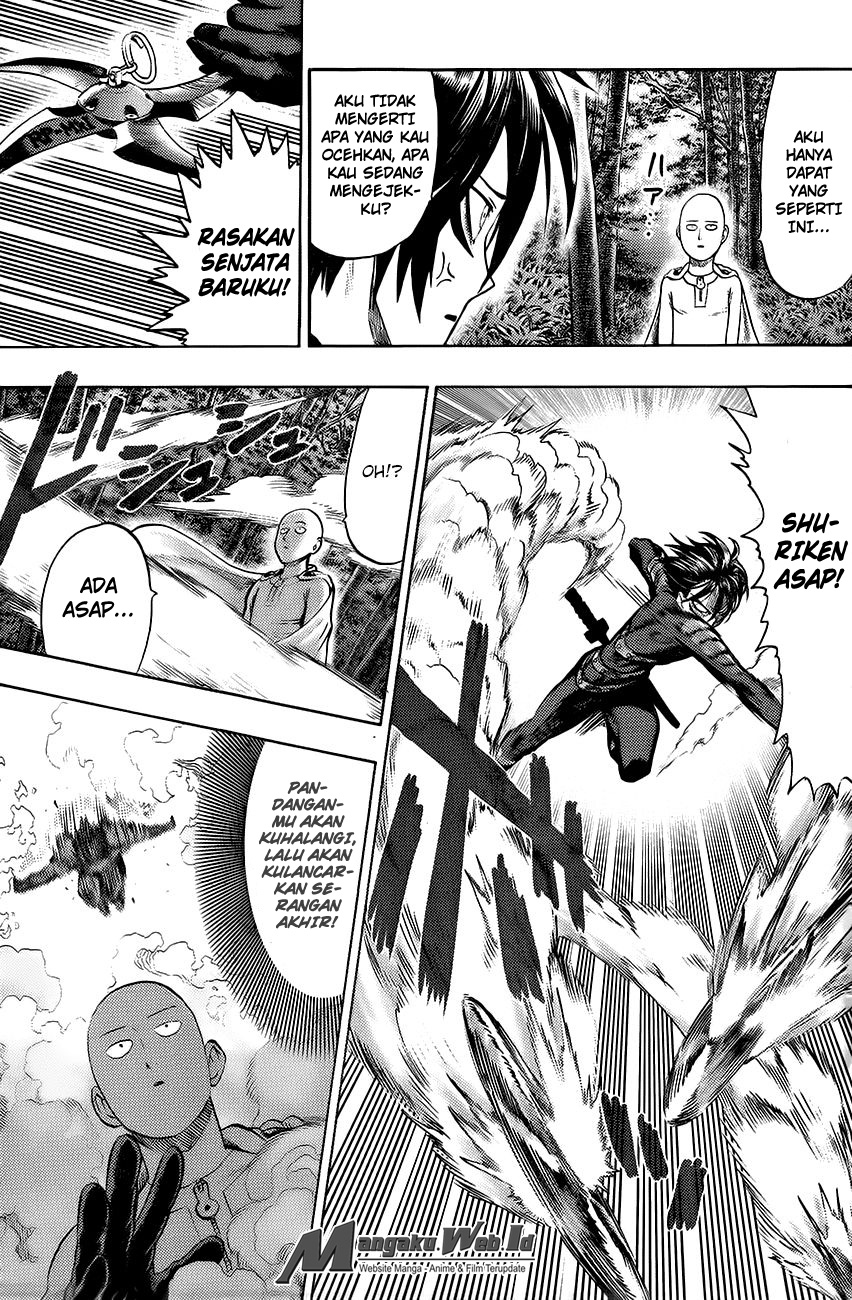 AKU
HANYA
DAPAT
YANG
SEPERTI
INI...
AKU TIDAK
MENGERTI
APA YANG KAU
OCEHKAN, APA
KAU SEDANG
MENGEJEK-
KU?
RASAKAN
SENJATA
BARUKU!
SHU-
RIKEN
ASAP!
OH!?
ADA
ASAP...
PAN-
DANGAN-
MU AKAN
KUHALANGI,
LALU AKAN
KULANCAR-
KAN SE-
RANGAN
AKHIR!
Mangaku.Web.Id
Website Manga - Anime & Film Terupdate